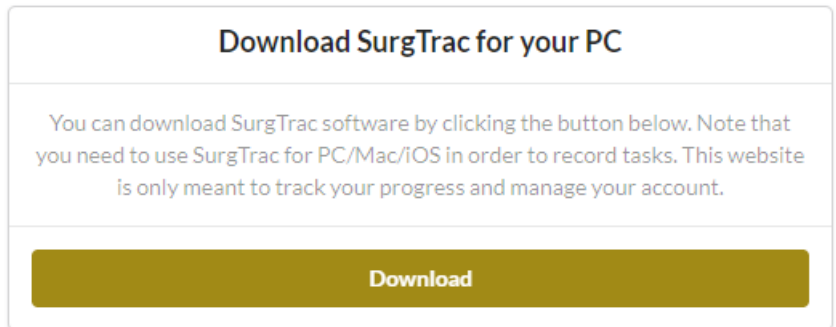 Download SurgTrac for your PC
You can download SurgTrac software by clicking the button below. Note that
you need to use SurgTrac for PC/Mac/iOS in order to record tasks. This website
is only meant to track your progress and manage your account.
Download